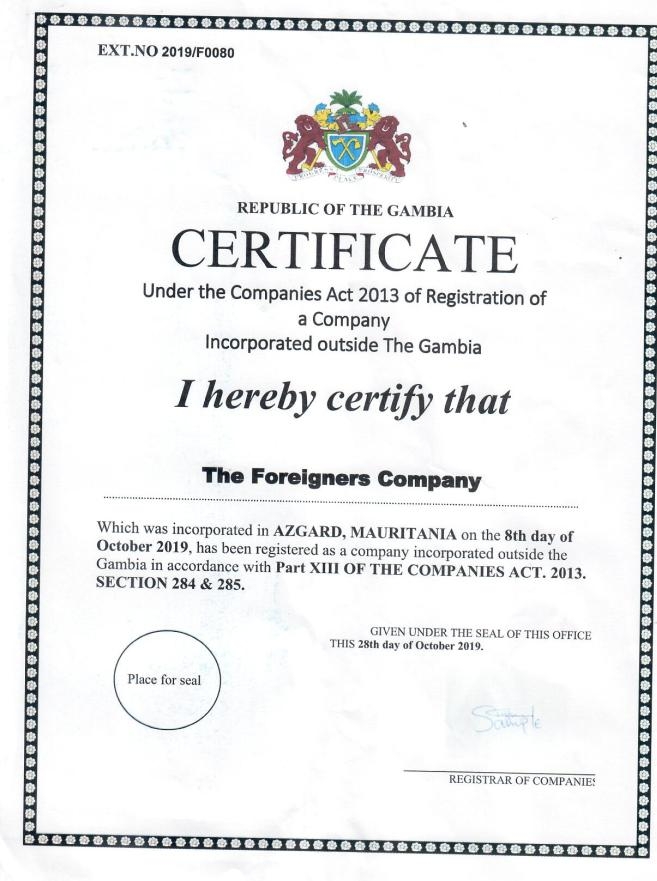 EXT.NO 2019/F0080
REPUBLIC OF THE GAMBIA
CERTIFICATE
Under the Companies Act 2013 of Registration of
a Company
Incorporated outside The Gambia
I hereby certify that
The Foreigners Company
Which was incorporated in AZGARD, MAURITANIA on the 8th day of
October 2019, has been registered as a company incorporated outside the
Gambia in accordance with Part XIII OF THE COMPANIES ACT. 2013.
SECTION 284 & 285.
GIVEN UNDER THE SEAL OF THIS OFFICE
THIS 28th day of October 2019.
Place for seal
Sample
REGISTRAR OF COMPANIES